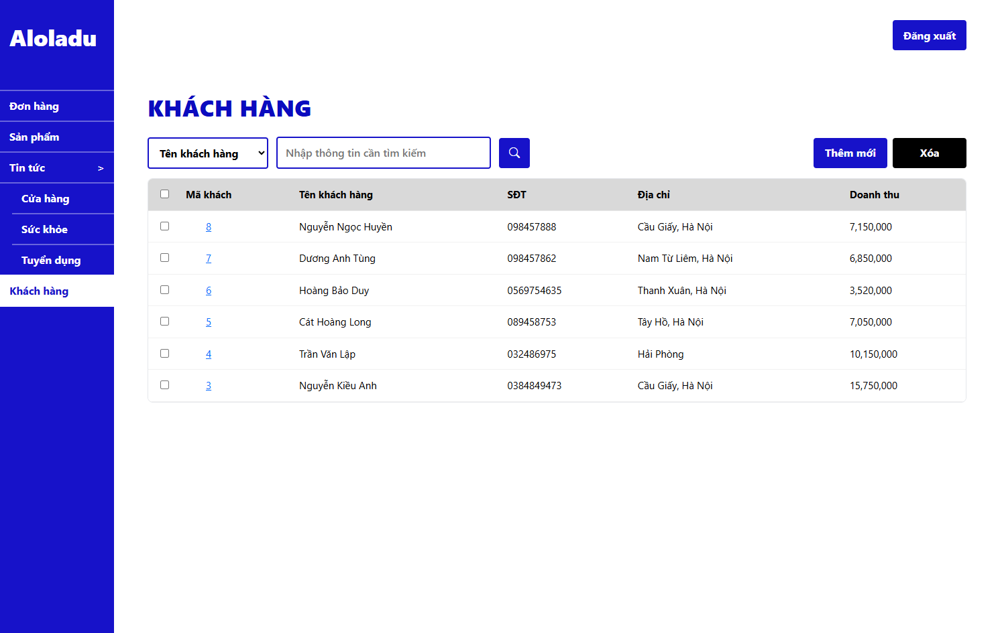 Aloladu
Đăng xuất
Đơn hàng
Sản phẩm
Tin tức >
Cửa hàng
Sức khỏe
Tuyển dụng
Khách hàng
KHÁCH HÀNG
Tên khách hàng Nhập thông tin cần tìm kiếm Thêm mới Xóa
Mã khách Tên khách hàng SĐT Địa chỉ Doanh thu
8 Nguyễn Ngọc Huyền 098457888 Cầu Giấy, Hà Nội 7,150,000
7 Dương Anh Tùng 098457862 Nam Từ Liêm, Hà Nội 6,850,000
6 Hoàng Bảo Duy 0569754635 Thanh Xuân, Hà Nội 3,520,000
5 Cát Hoàng Long 089458753 Tây Hồ, Hà Nội 7,050,000
4 Trần Văn Lập 032486975 Hải Phòng 10,150,000
3 Nguyễn Kiều Anh 0384849473 Cầu Giấy, Hà Nội 15,750,000